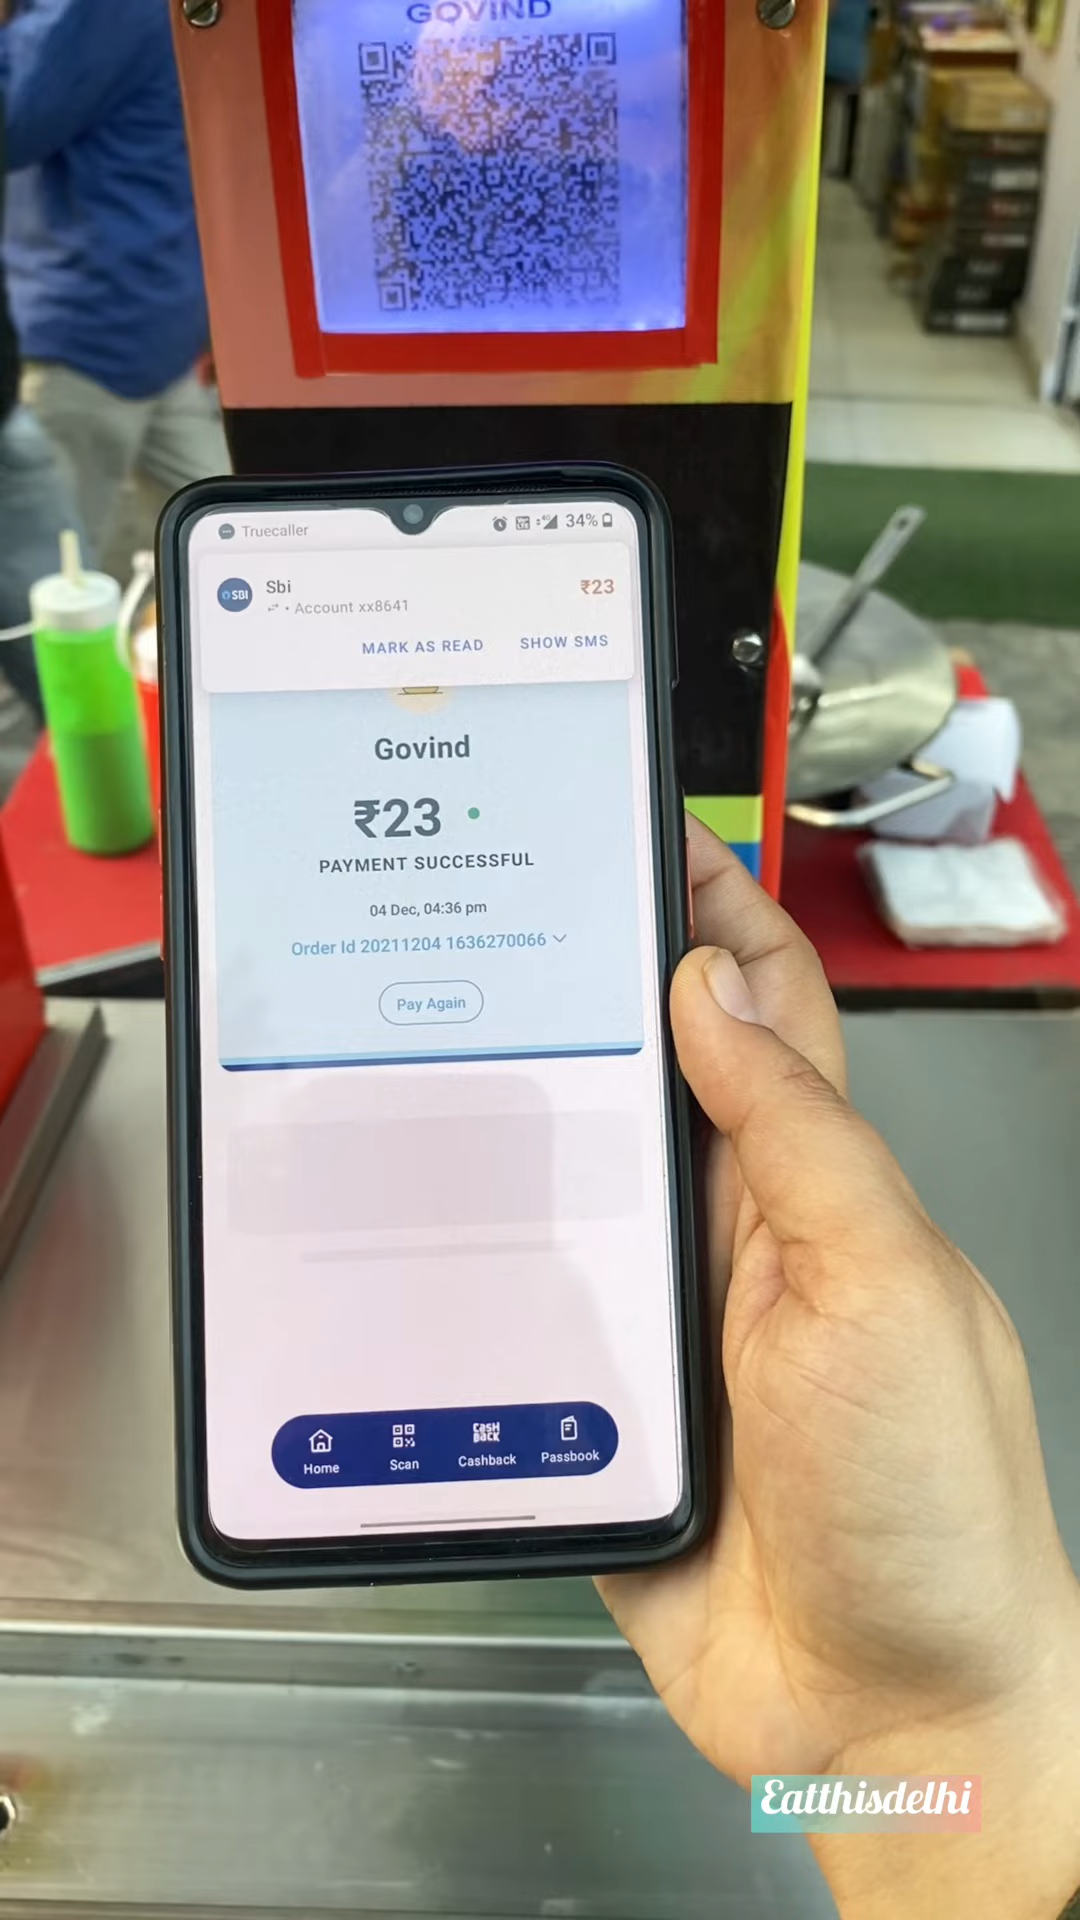 GOVIND
Truecaller
34%
SBI
Sbi
₹23
• Account xx8641
MARK AS READ
SHOW SMS
Govind
₹23
PAYMENT SUCCESSFUL
04 Dec, 04:36 pm
Order Id 20211204 1636270066
Pay Again
CASH BACK
Home
Scan
Cashback
Passbook
Eatthisdelhi